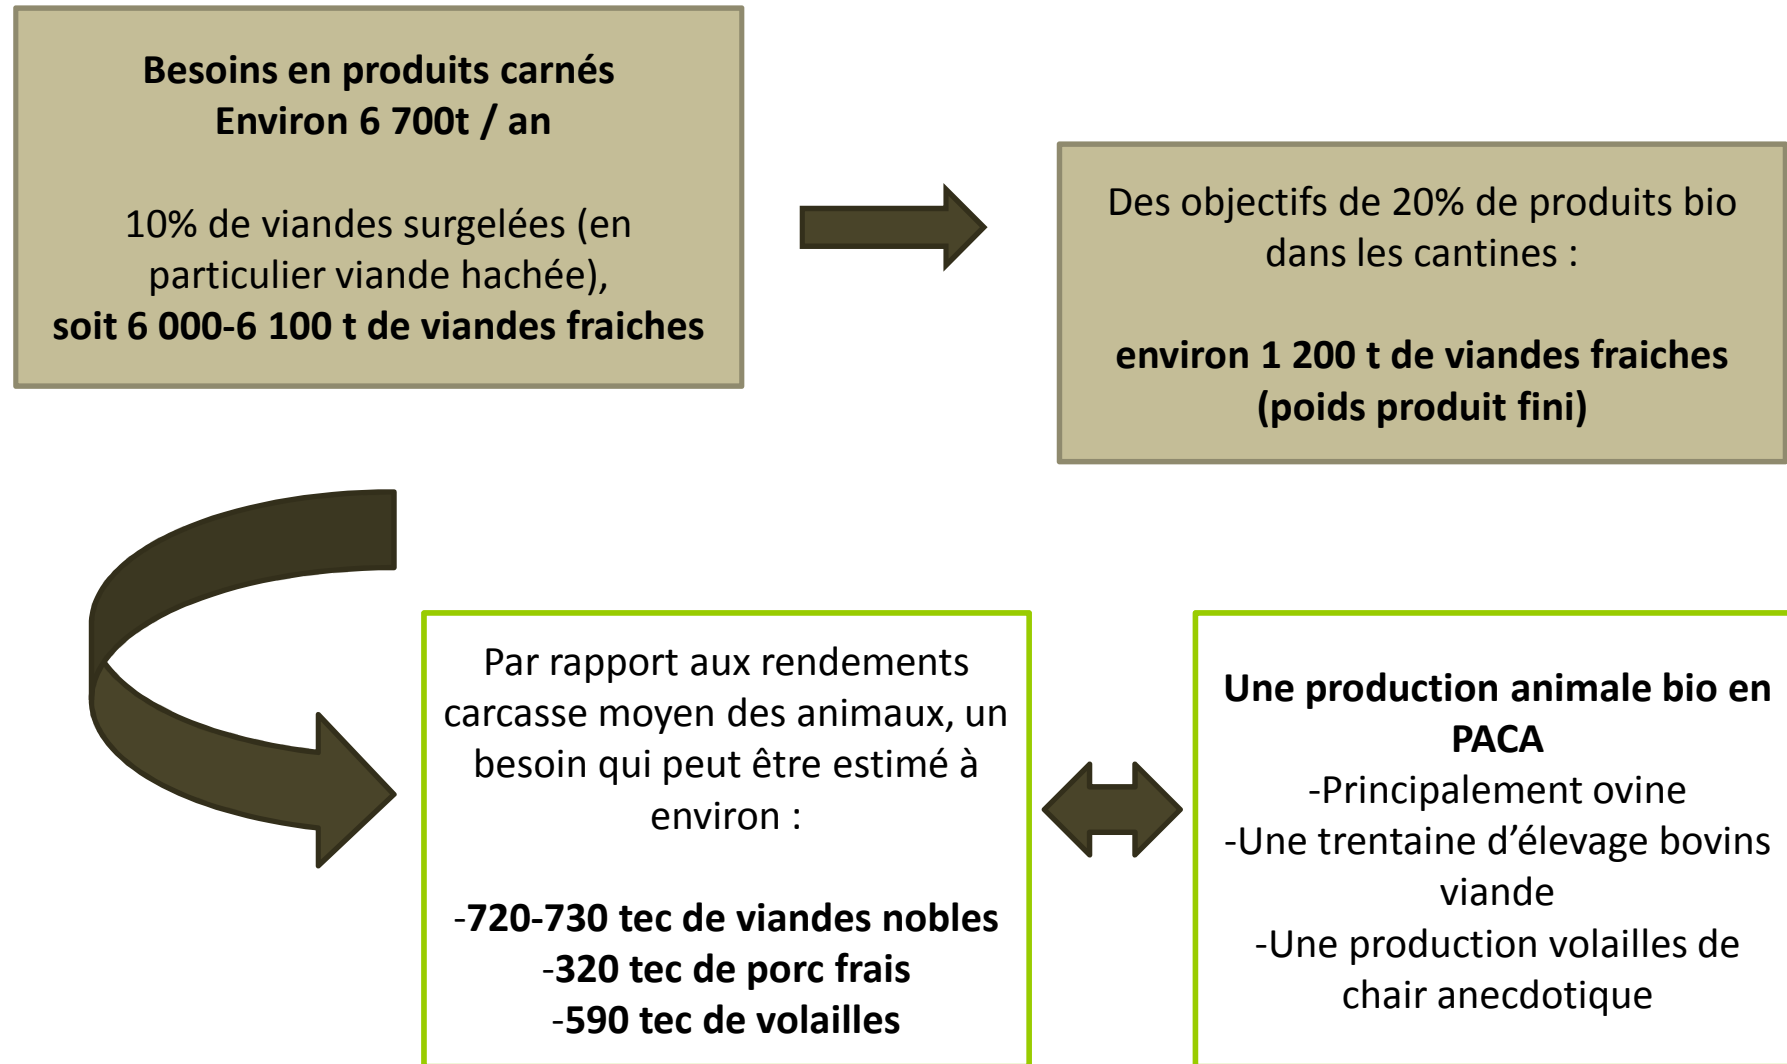 Besoins en produits carnés
Environ 6 700t / an
10% de viandes surgelées (en
particulier viande hachée),
soit 6 000-6 100 t de viandes fraiches
Des objectifs de 20% de produits bio
dans les cantines :
environ 1 200 t de viandes fraiches
(poids produit fini)
Par rapport aux rendements
carcasse moyen des animaux, un
besoin qui peut être estimé à
environ :
-720-730 tec de viandes nobles
-320 tec de porc frais
-590 tec de volailles
Une production animale bio en
PACA
-Principalement ovine
-Une trentaine d’élevage bovins
viande
-Une production volailles de
chair anecdotique